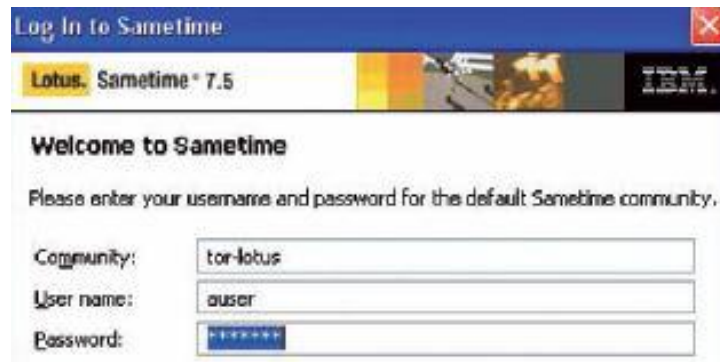 Log In to Sametime
Lotus. Sametime® 7.5
IBM.
Welcome to Sametime
Please enter your username and password for the default Sametime community.
Community: tor-lotus
User name: auser
Password: *******